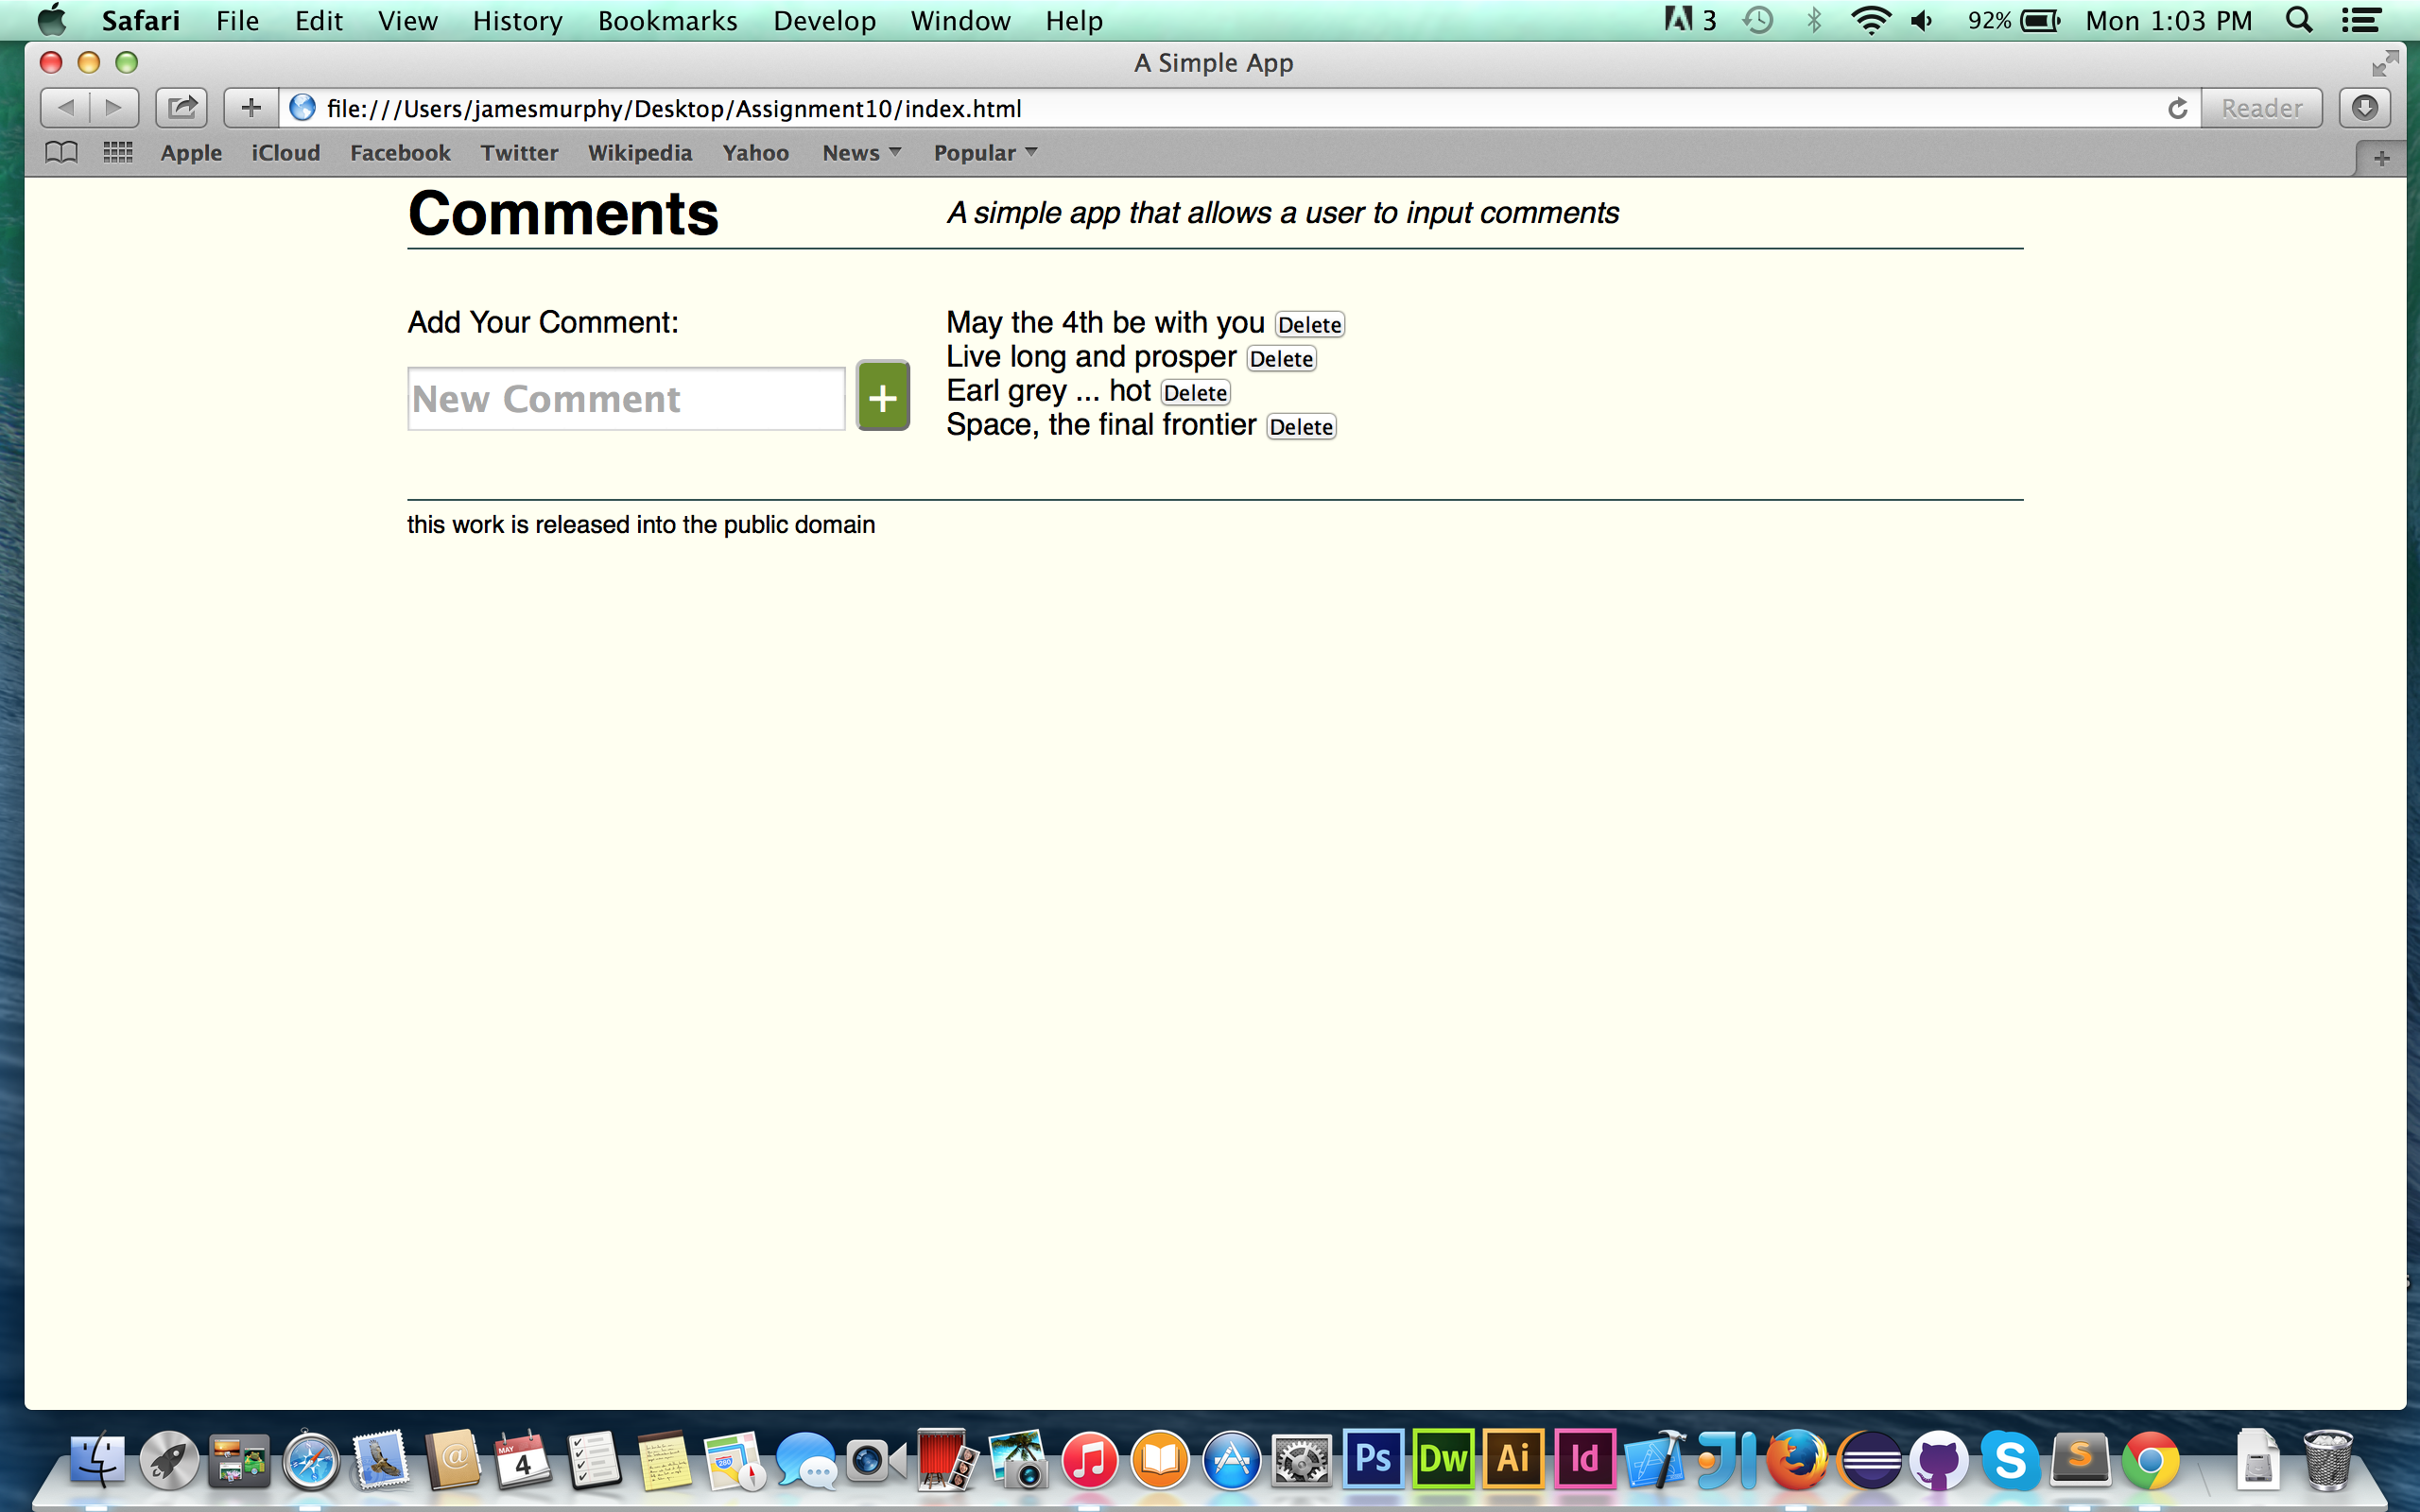 Safari File Edit View History Bookmarks Develop Window Help 3 92% Mon 1:03 PM
A Simple App
file:///Users/jamesmurphy/Desktop/Assignment10/index.html Reader
Apple iCloud Facebook Twitter Wikipedia Yahoo News Popular
Comments A simple app that allows a user to input comments
Add Your Comment:
New Comment +
May the 4th be with you Delete
Live long and prosper Delete
Earl grey ... hot Delete
Space, the final frontier Delete
this work is released into the public domain
MAY 4 280 Ps Dw Ai Id JI S S